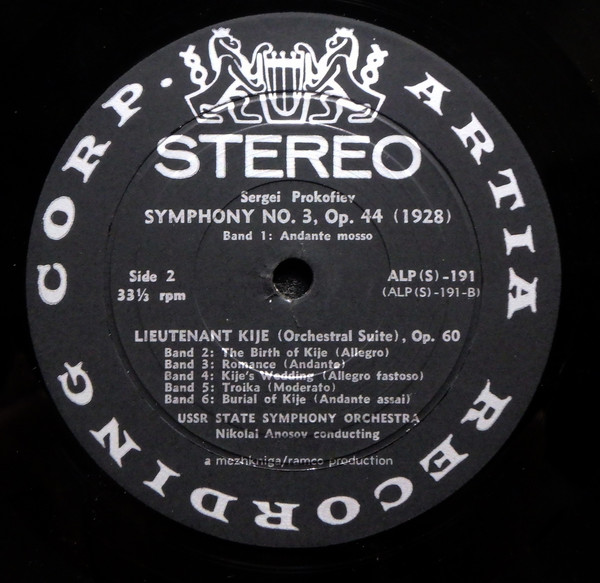 ARTIA RECORDING CORP.
STEREO
Sergei Prokofiev
SYMPHONY NO. 3, Op. 44 (1928)
Band 1: Andante mosso
Side 2
33⅓ rpm
ALP(S)-191
(ALP(S)-191-B)
LIEUTENANT KIJE (Orchestral Suite), Op. 60
Band 2: The Birth of Kije (Allegro)
Band 3: Romance (Andante)
Band 4: Kije's Wedding (Allegro fastoso)
Band 5: Troika (Moderato)
Band 6: Burial of Kije (Andante assai)
USSR STATE SYMPHONY ORCHESTRA
Nikolai Anosov conducting
a mezhkniga/ramco production